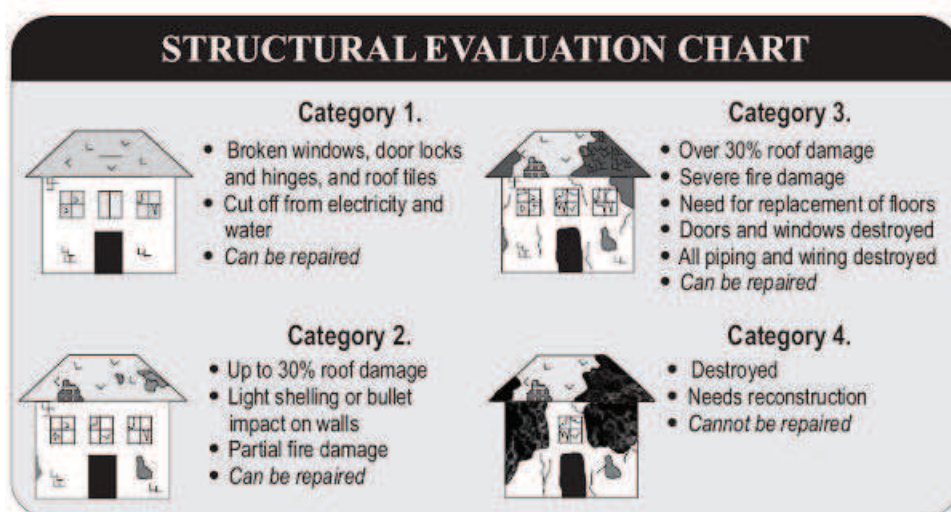 STRUCTURAL EVALUATION CHART
Category 1.
• Broken windows, door locks
and hinges, and roof tiles
• Cut off from electricity and
water
• Can be repaired
Category 2.
• Up to 30% roof damage
• Light shelling or bullet
impact on walls
• Partial fire damage
• Can be repaired
Category 3.
• Over 30% roof damage
• Severe fire damage
• Need for replacement of floors
• Doors and windows destroyed
• All piping and wiring destroyed
• Can be repaired
Category 4.
• Destroyed
• Needs reconstruction
• Cannot be repaired